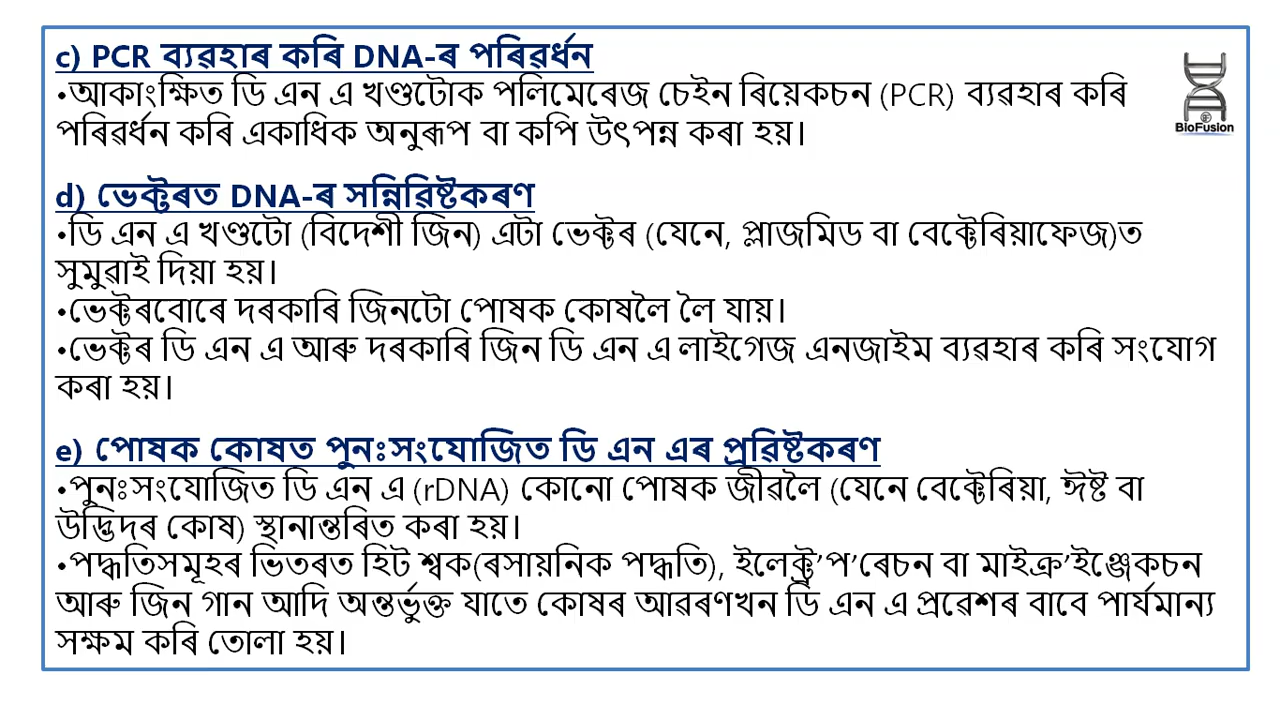 c) PCR ব্যৱহাৰ কৰি DNA-ৰ পৰিৱৰ্ধন
•আকাংক্ষিত ডি এন এ খণ্ডটোক পলিমেৰেজ চেইন ৰিয়েকচন (PCR) ব্যৱহাৰ কৰি
পৰিৱৰ্ধন কৰি একাধিক অনুৰূপ বা কপি উৎপন্ন কৰা হয়।
BioFusion
d) ভেক্টৰত DNA-ৰ সন্নিৱিষ্টকৰণ
•ডি এন এ খণ্ডটো (বিদেশী জিন) এটা ভেক্টৰ (যেনে, প্লাজমিড বা বেক্টেৰিয়াফেজ)ত
সুমুৱাই দিয়া হয়।
•ভেক্টৰবোৰে দৰকাৰি জিনটো পোষক কোষলৈ লৈ যায়।
•ভেক্টৰ ডি এন এ আৰু দৰকাৰি জিন ডি এন এ লাইগেজ এনজাইম ব্যৱহাৰ কৰি সংযোগ
কৰা হয়।
e) পোষক কোষত পুনঃসংযোজিত ডি এন এৰ প্ৰৱিষ্টকৰণ
•পুনঃসংযোজিত ডি এন এ (rDNA) কোনো পোষক জীৱলৈ (যেনে বেক্টেৰিয়া, ঈষ্ট বা
উদ্ভিদৰ কোষ) স্থানান্তৰিত কৰা হয়।
•পদ্ধতিসমূহৰ ভিতৰত হিট শ্বক(ৰসায়নিক পদ্ধতি), ইলেক্ট্ৰ’প’ৰেচন বা মাইক্ৰ’ইঞ্জেকচন
আৰু জিন গান আদি অন্তৰ্ভুক্ত যাতে কোষৰ আৱৰণখন ডি এন এ প্ৰৱেশৰ বাবে পাৰ্যমান্য
সক্ষম কৰি তোলা হয়।